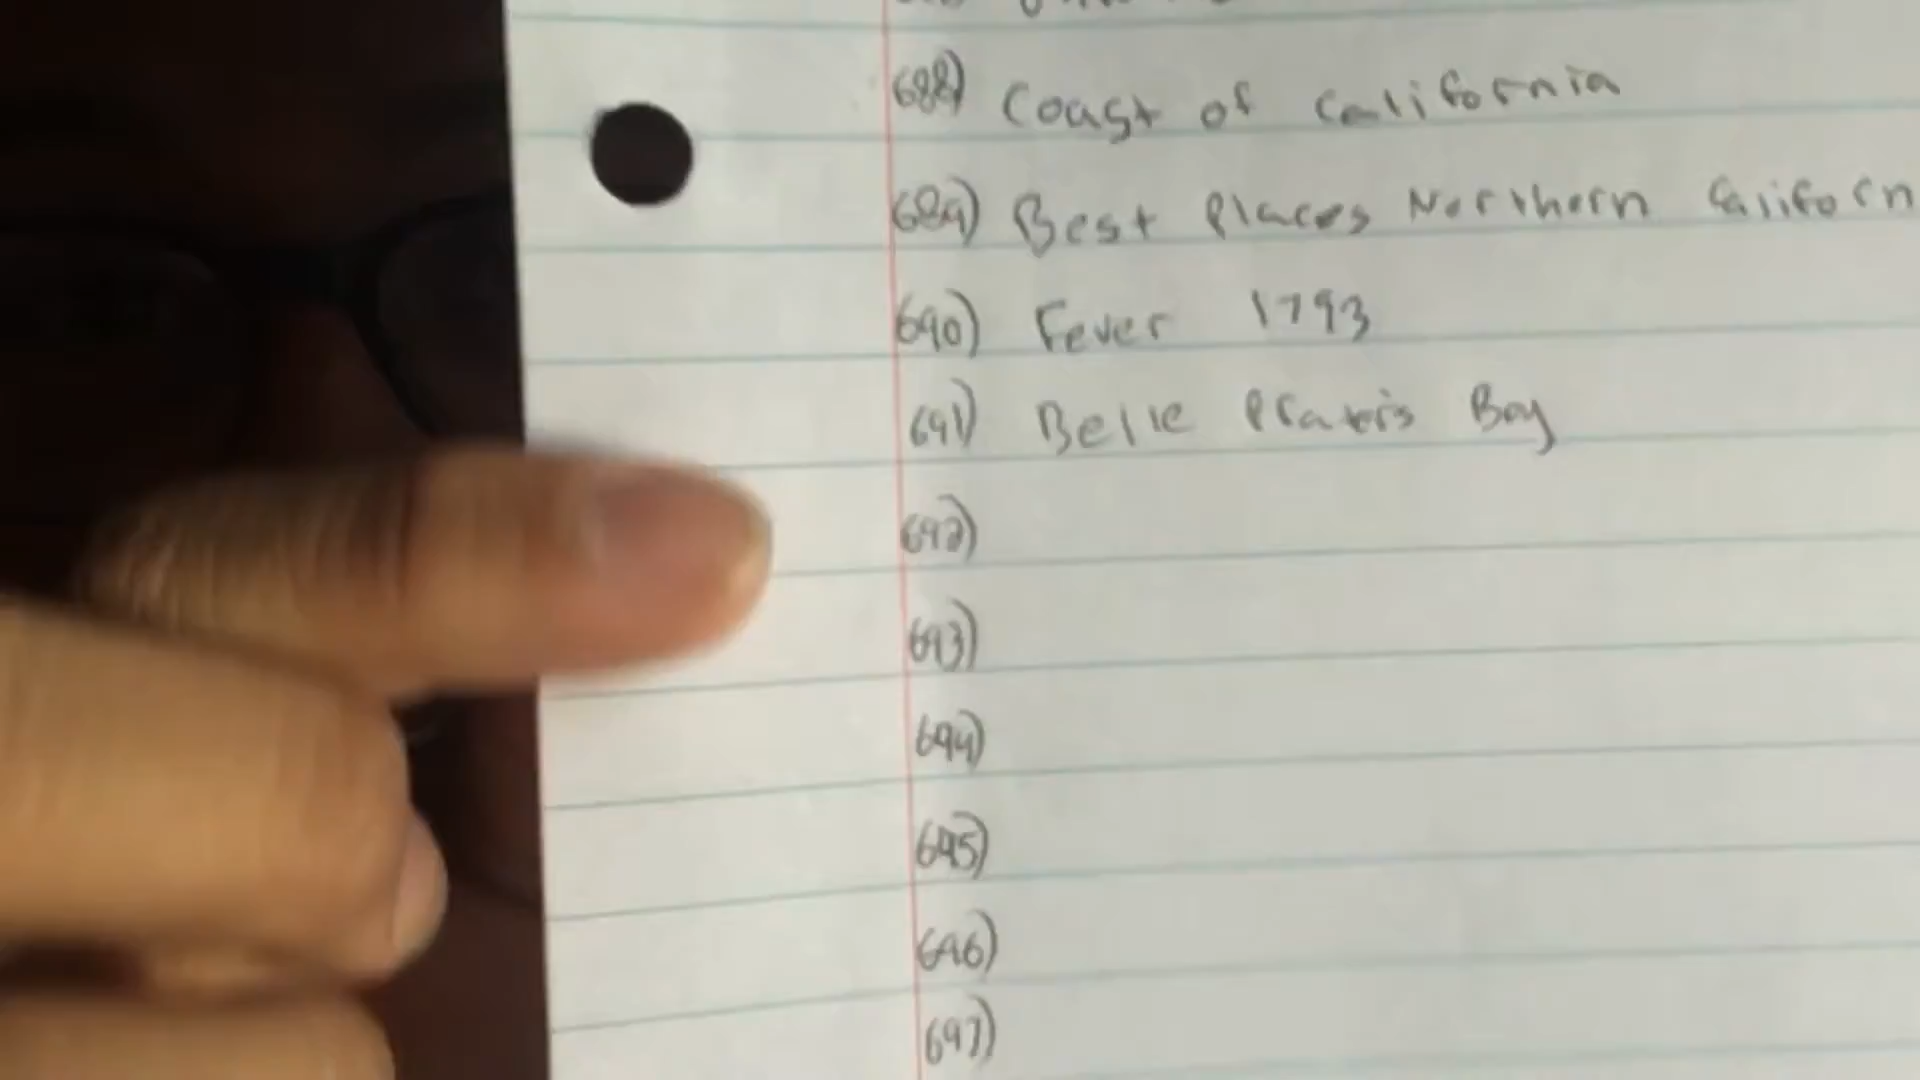 688) Coast of California
689) Best Places Northern Californ
690) Fever 1793
691) Belle Prater's Boy
692)
693)
694)
695)
696)
697)